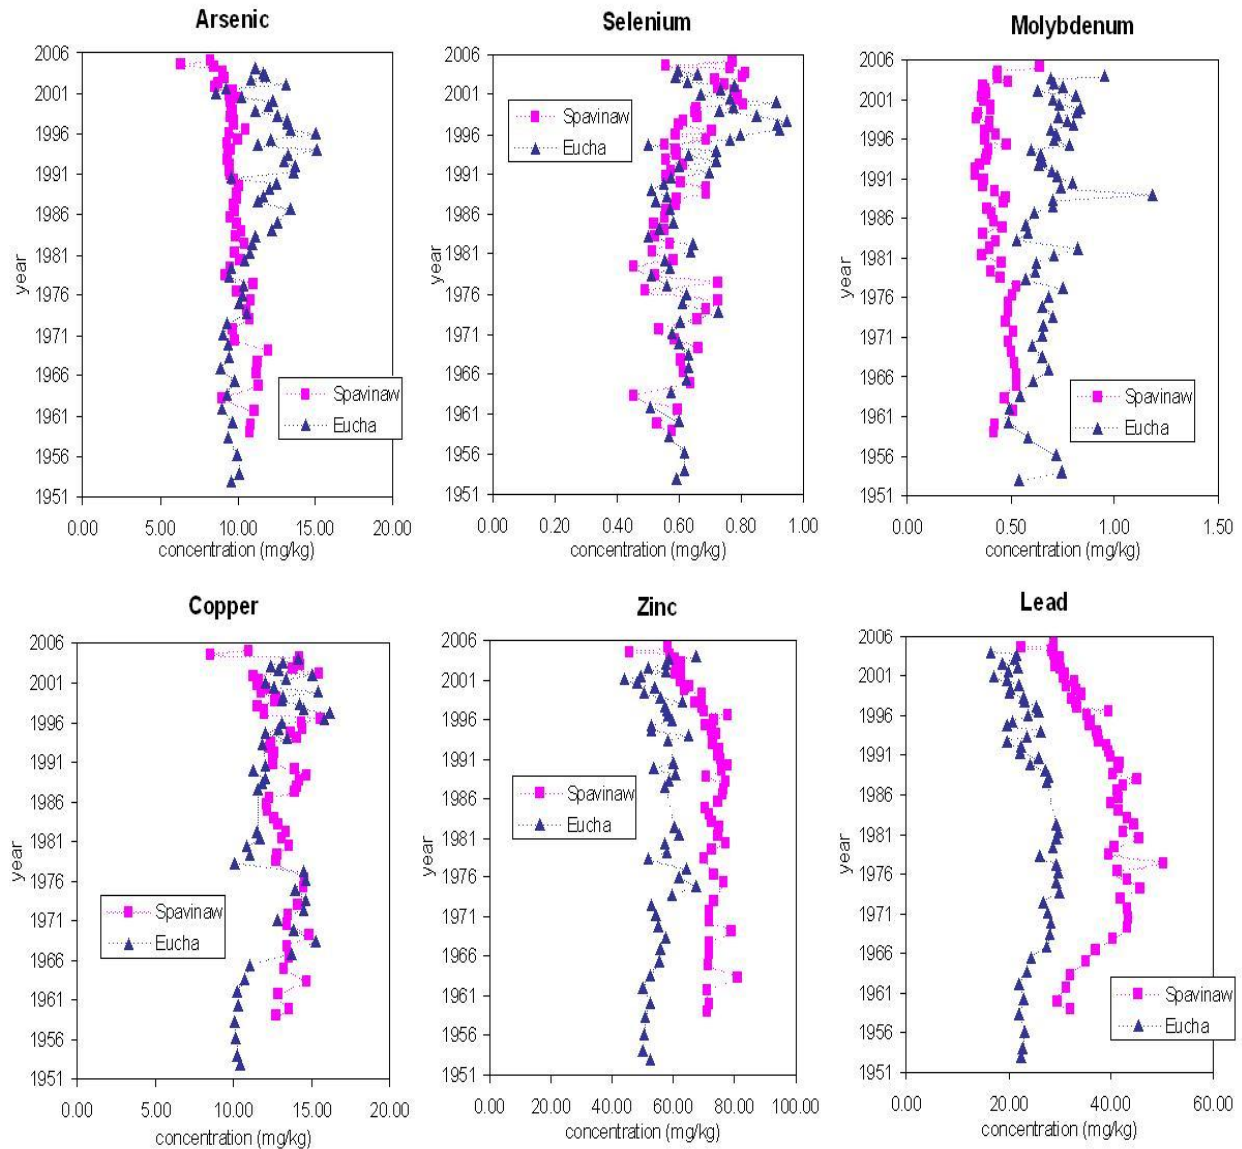 Arsenic
2006
2001
1996
1991
1986
1981
1976
1971
1966
1961
1956
1951
year
0.00 5.00 10.00 15.00 20.00
concentration (mg/kg)
Spavinaw
Eucha
Selenium
2006
2001
1996
1991
1986
1981
1976
1971
1966
1961
1956
1951
year
0.00 0.20 0.40 0.60 0.80 1.00
concentration (mg/kg)
Spavinaw
Eucha
Molybdenum
2006
2001
1996
1991
1986
1981
1976
1971
1966
1961
1956
1951
year
0.00 0.50 1.00 1.50
concentration (mg/kg)
Spavinaw
Eucha
Copper
2006
2001
1996
1991
1986
1981
1976
1971
1966
1961
1956
1951
year
0.00 5.00 10.00 15.00 20.00
concentration (mg/kg)
Spavinaw
Eucha
Zinc
2006
2001
1996
1991
1986
1981
1976
1971
1966
1961
1956
1951
year
0.00 20.00 40.00 60.00 80.00 100.00
concentration (mg/kg)
Spavinaw
Eucha
Lead
2006
2001
1996
1991
1986
1981
1976
1971
1966
1961
1956
1951
year
0.00 20.00 40.00 60.00
concentration (mg/kg)
Spavinaw
Eucha